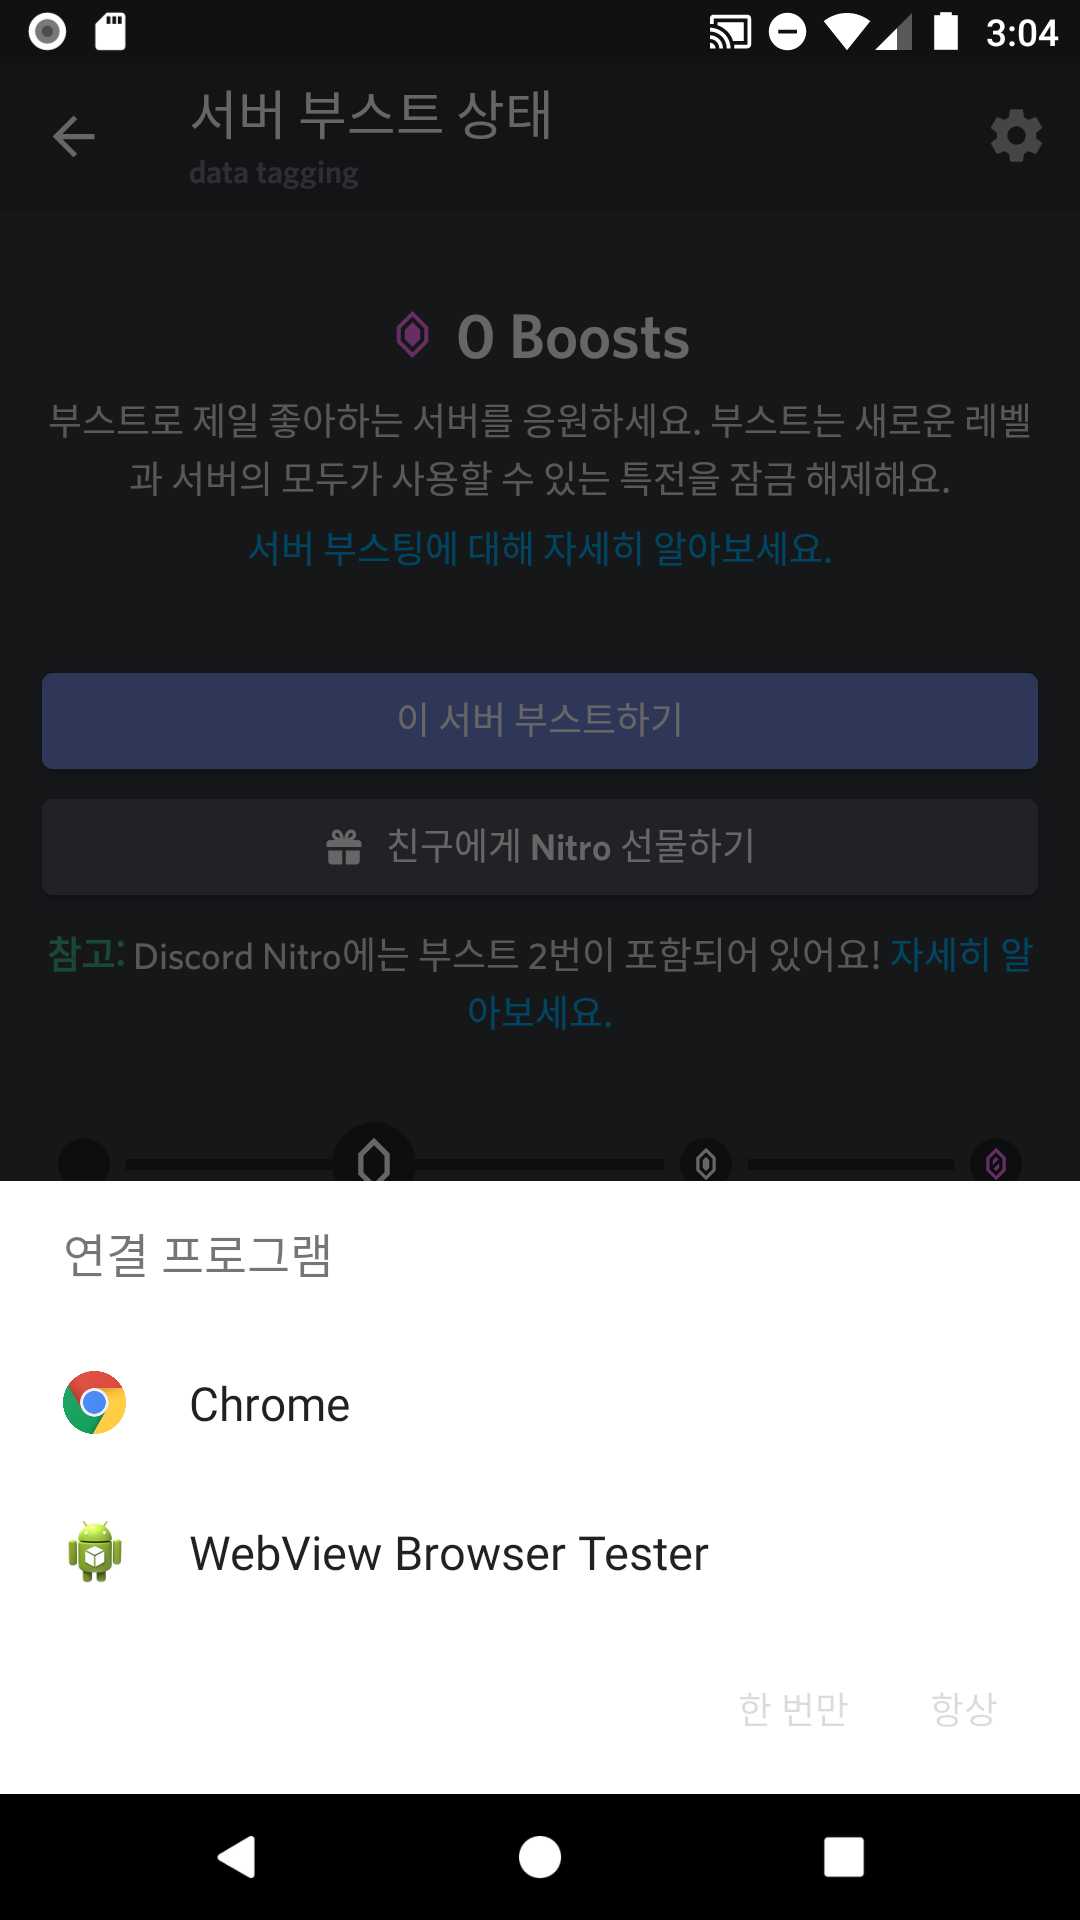 3:04
서버 부스트 상태
data tagging
0 Boosts
부스트로 제일 좋아하는 서버를 응원하세요. 부스트는 새로운 레벨
과 서버의 모두가 사용할 수 있는 특전을 잠금 해제해요.
서버 부스팅에 대해 자세히 알아보세요.
이 서버 부스트하기
친구에게 Nitro 선물하기
참고: Discord Nitro에는 부스트 2번이 포함되어 있어요! 자세히 알
아보세요.
연결 프로그램
Chrome
WebView Browser Tester
한 번만 항상